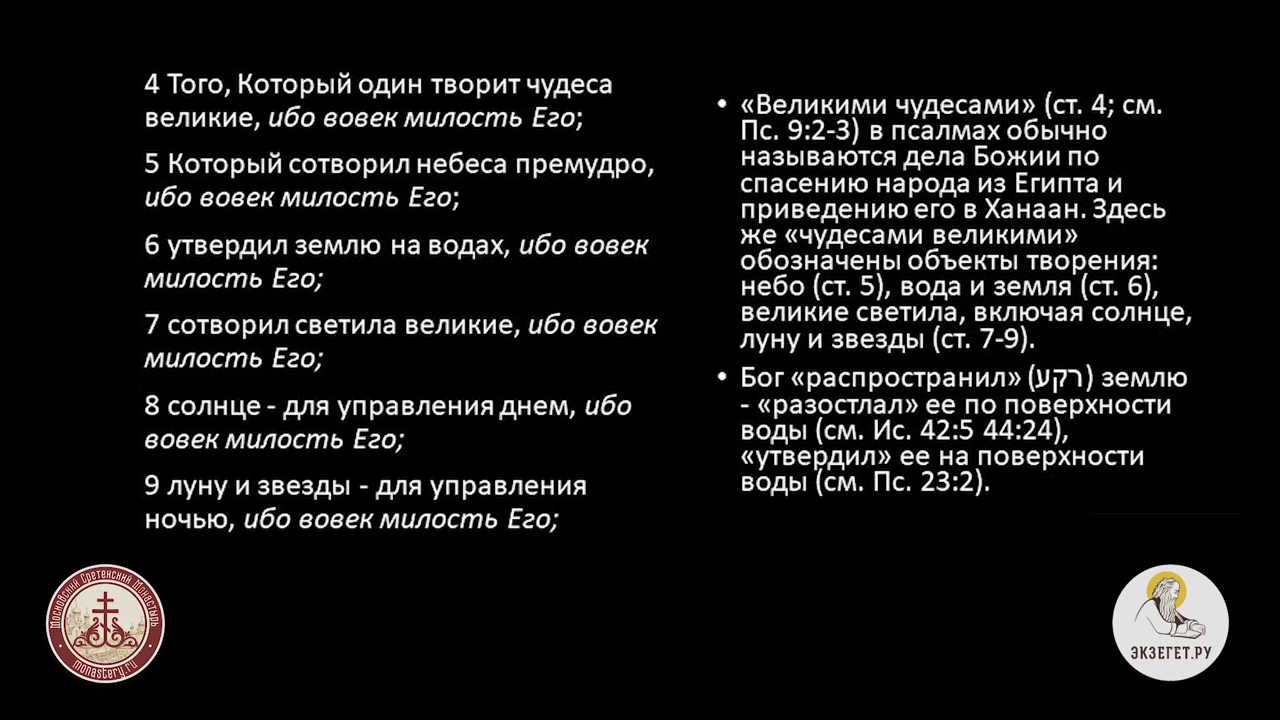 4 Того, Который один творит чудеса
великие, ибо вовек милость Его;
5 Который сотворил небеса премудро,
ибо вовек милость Его;
6 утвердил землю на водах, ибо вовек
милость Его;
7 сотворил светила великие, ибо вовек
милость Его;
8 солнце - для управления днем, ибо
вовек милость Его;
9 луну и звезды - для управления
ночью, ибо вовек милость Его;
• «Великими чудесами» (ст. 4; см.
Пс. 9:2-3) в псалмах обычно
называются дела Божии по
спасению народа из Египта и
приведению его в Ханаан. Здесь
же «чудесами великими»
обозначены объекты творения:
небо (ст. 5), вода и земля (ст. 6),
великие светила, включая солнце,
луну и звезды (ст. 7-9).
• Бог «распространил» (רקע) землю
- «разостлал» ее по поверхности
воды (см. Ис. 42:5 44:24),
«утвердил» ее на поверхности
воды (см. Пс. 23:2).
Московский Сретенский Монастырь
monastery.ru
ЭКЗЕГЕТ.РУ